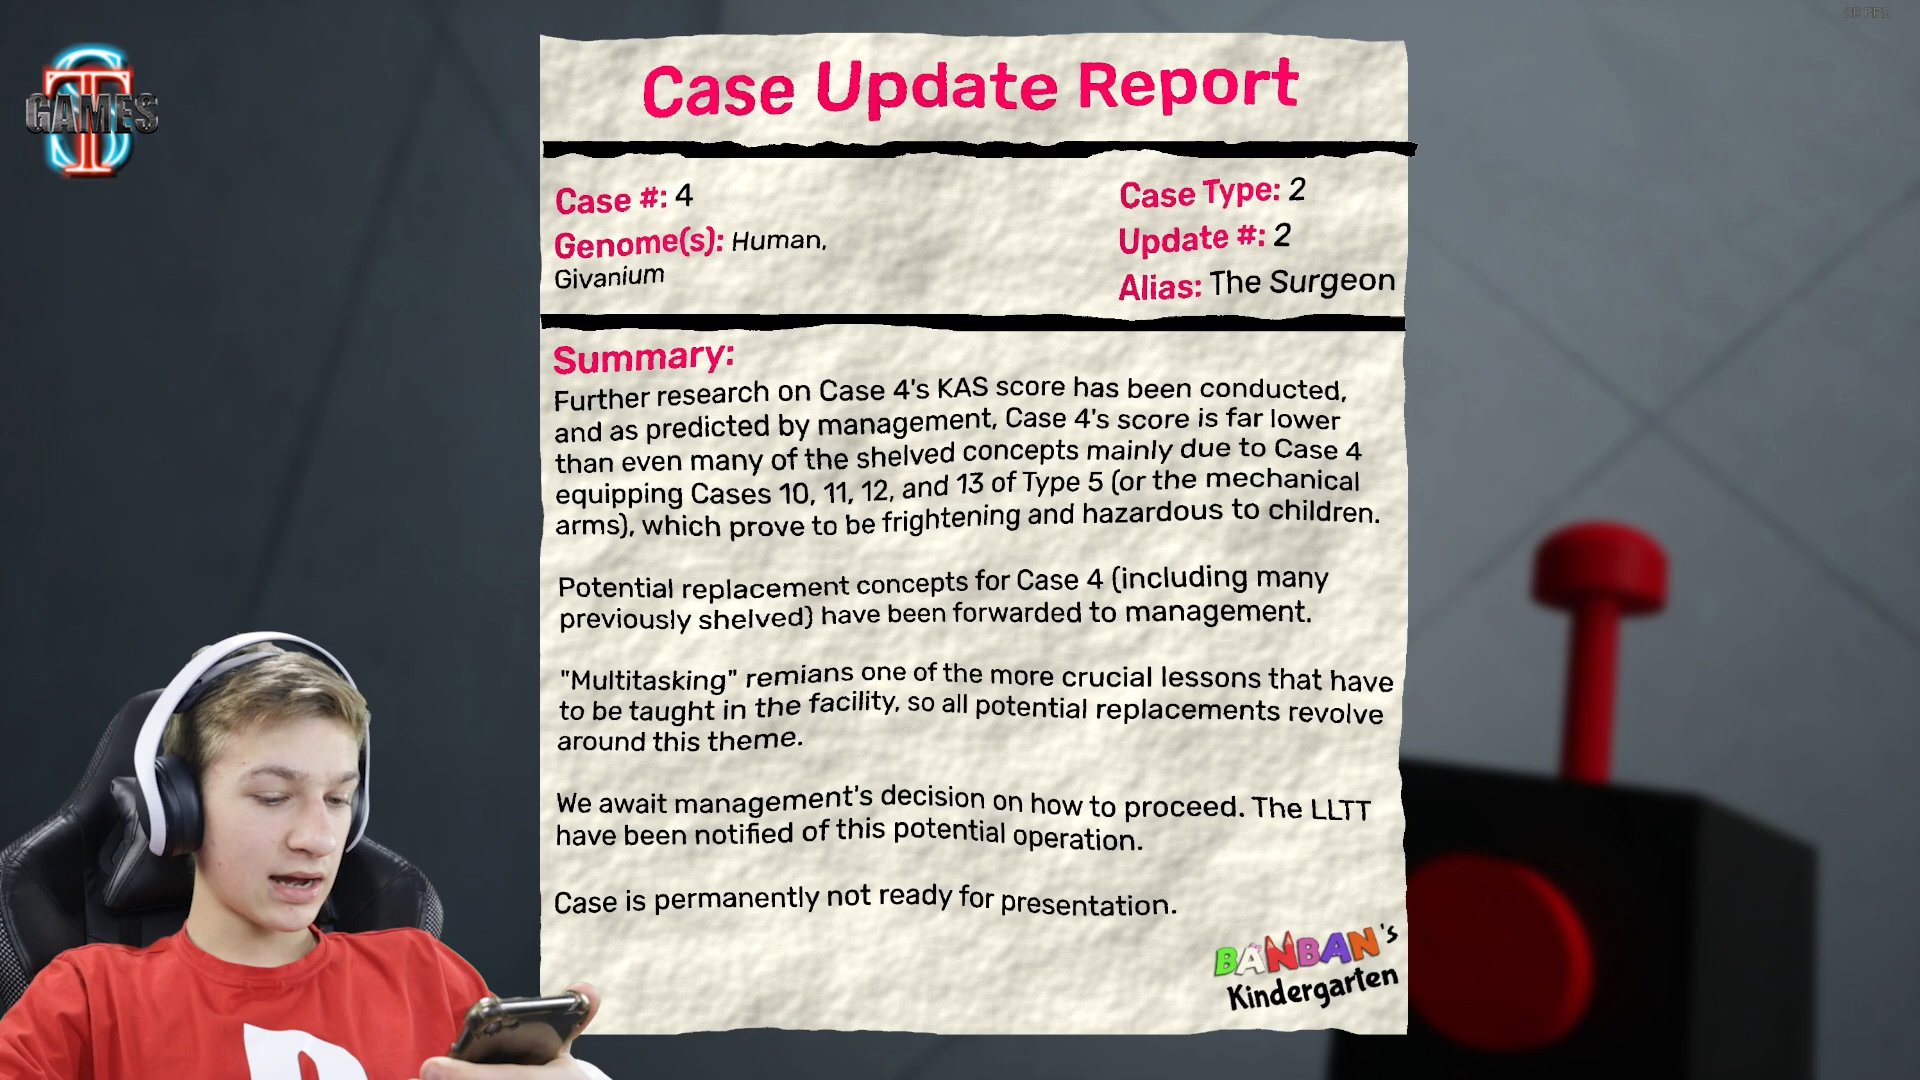 60 FPS
GAMES
Case Update Report
Case #: 4
Genome(s): Human,
Givanium
Case Type: 2
Update #: 2
Alias: The Surgeon
Summary:
Further research on Case 4's KAS score has been conducted,
and as predicted by management, Case 4's score is far lower
than even many of the shelved concepts mainly due to Case 4
equipping Cases 10, 11, 12, and 13 of Type 5 (or the mechanical
arms), which prove to be frightening and hazardous to children.
Potential replacement concepts for Case 4 (including many
previously shelved) have been forwarded to management.
"Multitasking" remians one of the more crucial lessons that have
to be taught in the facility, so all potential replacements revolve
around this theme.
We await management's decision on how to proceed. The LLTT
have been notified of this potential operation.
Case is permanently not ready for presentation.
BANBAN's
Kindergarten